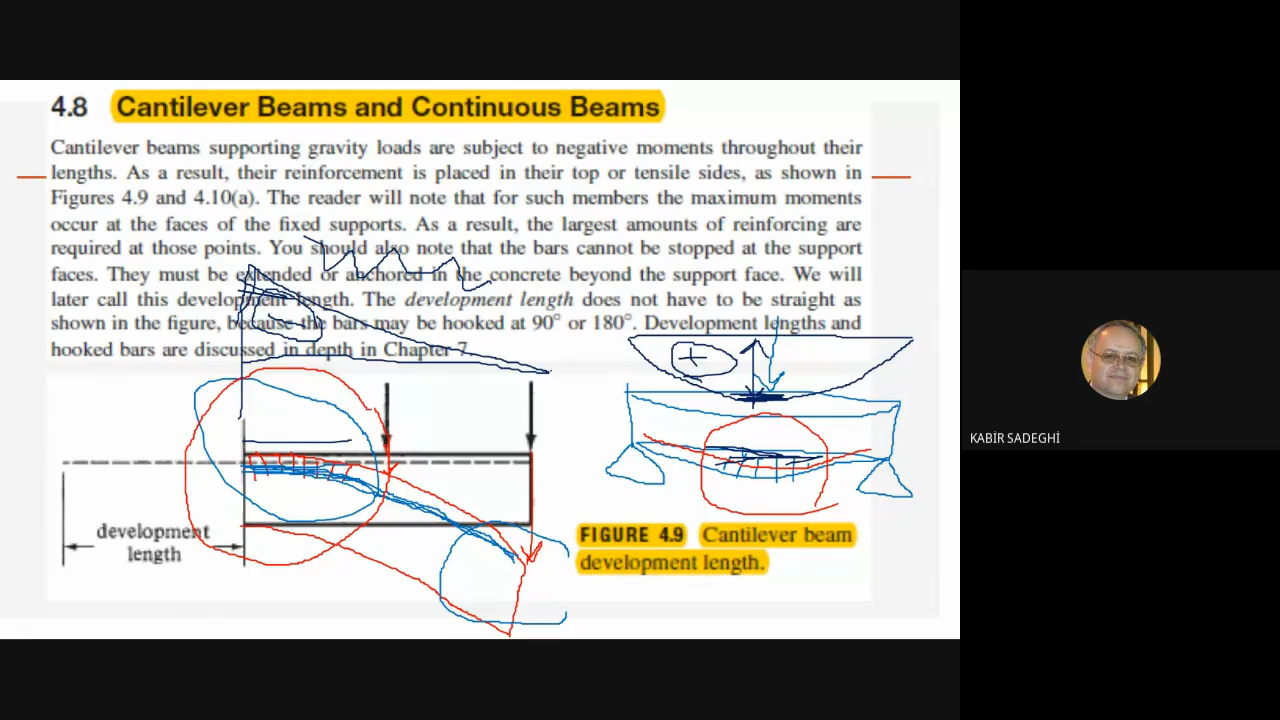 4.8 Cantilever Beams and Continuous Beams
Cantilever beams supporting gravity loads are subject to negative moments throughout their
lengths. As a result, their reinforcement is placed in their top or tensile sides, as shown in
Figures 4.9 and 4.10(a). The reader will note that for such members the maximum moments
occur at the faces of the fixed supports. As a result, the largest amounts of reinforcing are
required at those points. You should also note that the bars cannot be stopped at the support
faces. They must be extended or anchored in the concrete beyond the support face. We will
later call this development length. The development length does not have to be straight as
shown in the figure, because the bars may be hooked at 90° or 180°. Development lengths and
hooked bars are discussed in depth in Chapter 7.
development
length
+
−
FIGURE 4.9 Cantilever beam
development length.
KABİR SADEGHİ